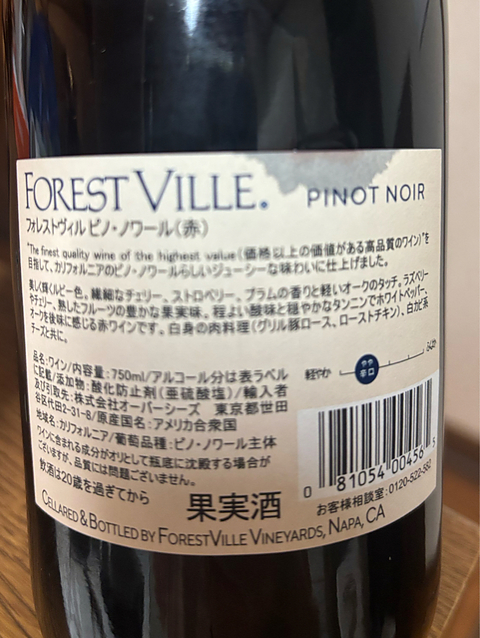 FOREST VILLE.
PINOT NOIR
フォレストヴィル ピノ・ノワール(赤)
"The finest quality wine of the highest value (価格以上の価値がある高品質のワイン)"を
目指して、カリフォルニアのピノ・ノワールらしいジューシーな味わいに仕上げました。
美しく輝くルビー色。繊細なチェリー、ストロベリー、プラムの香りと軽いオークのタッチ。ラズベリー
やチェリー、熟したフルーツの豊かな果実味。程よい酸味と穏やかなタンニンでホワイトペッパー、
オークを後味に感じる赤ワインです。白身の肉料理(グリル豚ロース、ローストチキン)、白カビ系
チーズと共に。
品名:ワイン/内容量:750ml/アルコール分は表ラベル
に記載/添加物:酸化防止剤(亜硫酸塩)/輸入者
及び引取先:株式会社オーバーシーズ 東京都世田
谷区代田2-31-8/原産国名:アメリカ合衆国
地域名:カリフォルニア/葡萄品種:ピノ・ノワール主体
ワインに含まれる成分がオリとして瓶底に沈殿する場合が
ございますが、品質には問題ございません。
飲酒は20歳を過ぎてから
果実酒
軽やか
やや
辛口
0 81054 00456 5
お客様相談室:0120-522-582
CELLARED & BOTTLED BY FORESTVILLE VINEYARDS, NAPA, CA